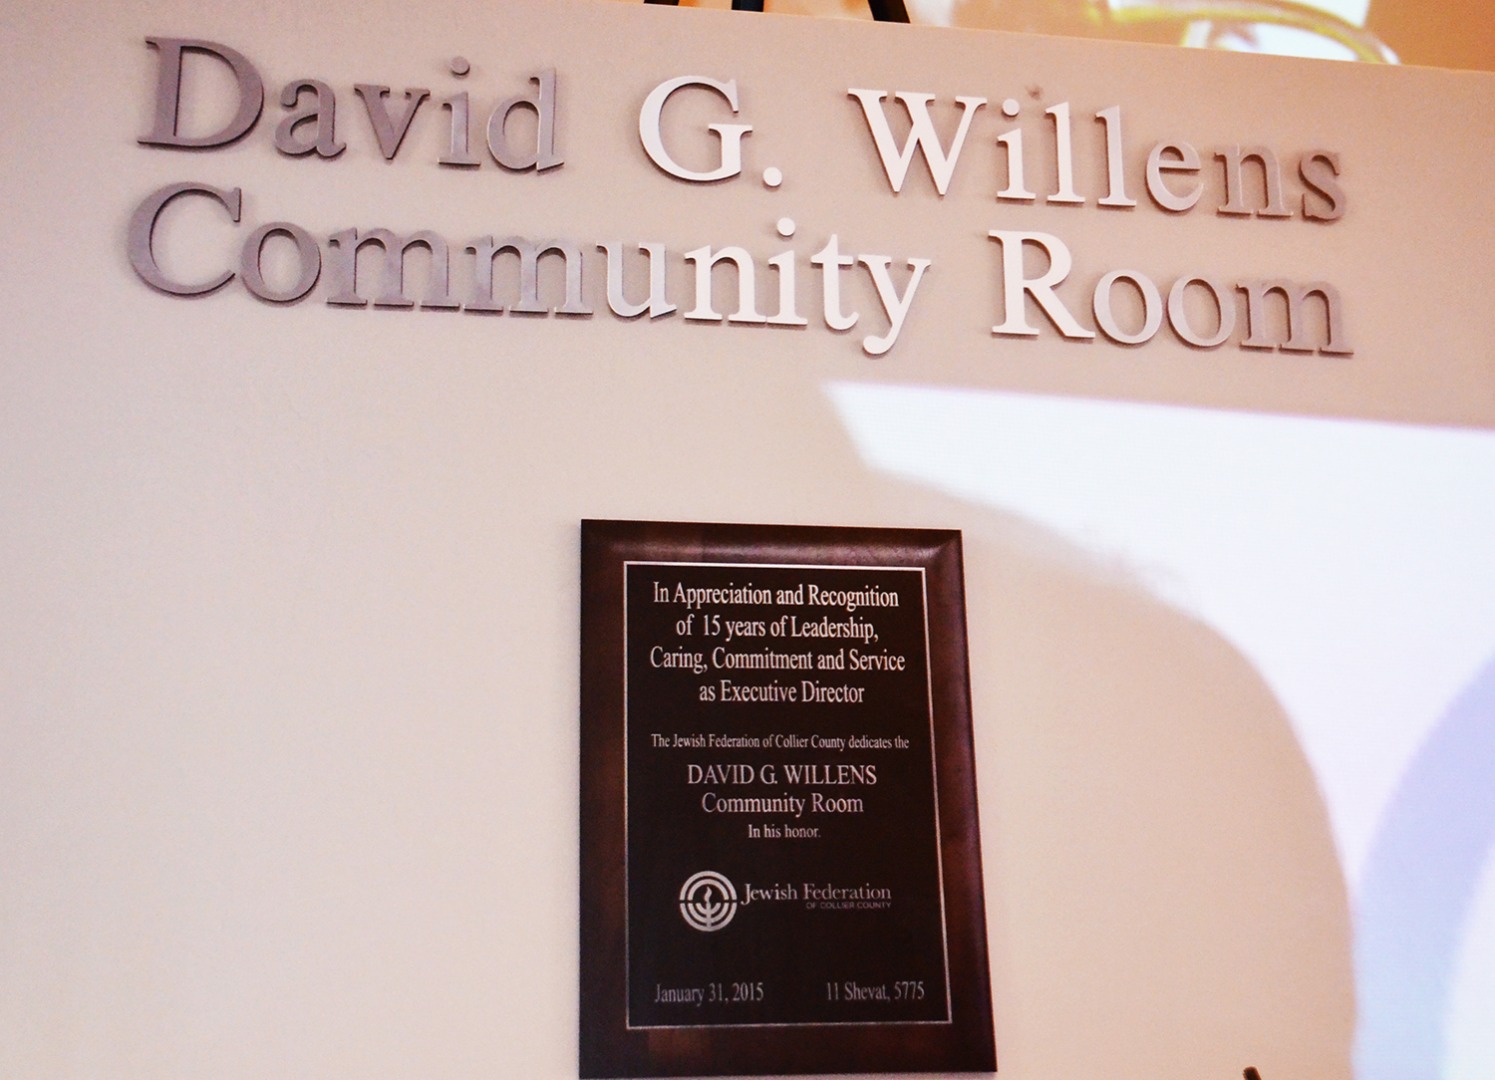 David G. Willens
Community Room
In Appreciation and Recognition
of 15 years of Leadership,
Caring, Commitment and Service
as Executive Director
The Jewish Federation of Collier County dedicates the
DAVID G. WILLENS
Community Room
In his honor.
Jewish Federation
OF COLLIER COUNTY
January 31, 2015 11 Shevat, 5775